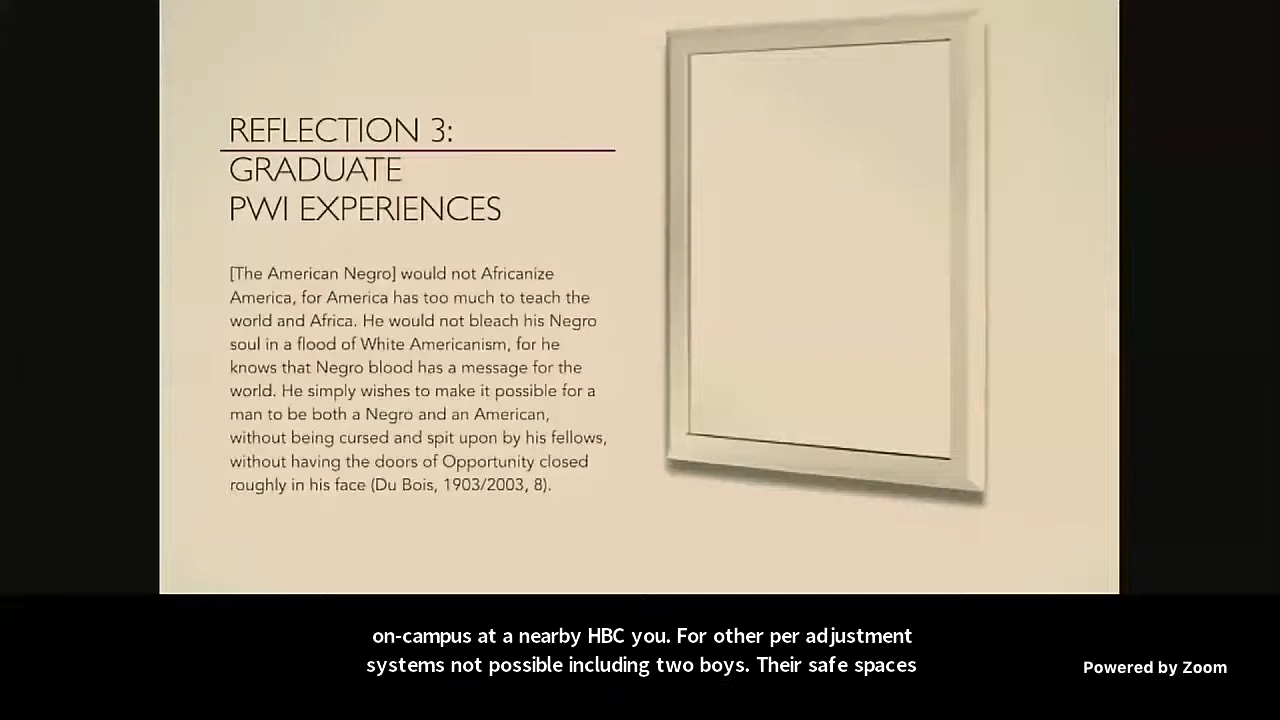 REFLECTION 3:
GRADUATE
PWI EXPERIENCES
[The American Negro] would not Africanize
America, for America has too much to teach the
world and Africa. He would not bleach his Negro
soul in a flood of White Americanism, for he
knows that Negro blood has a message for the
world. He simply wishes to make it possible for a
man to be both a Negro and an American,
without being cursed and spit upon by his fellows,
without having the doors of Opportunity closed
roughly in his face (Du Bois, 1903/2003, 8).
on-campus at a nearby HBC you. For other per adjustment
systems not possible including two boys. Their safe spaces
Powered by Zoom